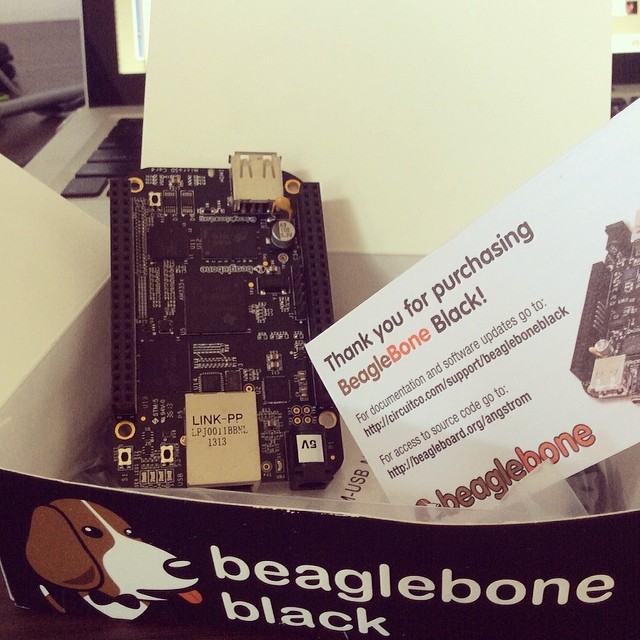 LINK-PP
LPJ0011BBNL
1313
5V
Thank you for purchasing
BeagleBone Black!
For documentation and software updates go to:
http://circuitco.com/support/beagleboneblack
For access to source code go to:
http://beagleboard.org/angstrom
beaglebone
beaglebone
black